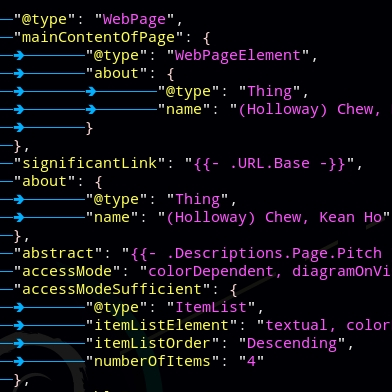 "@type": "WebPage",
"mainContentOfPage": {
"@type": "WebPageElement",
"about": {
"@type": "Thing",
"name": "(Holloway) Chew,
}
},
"significantLink": "{{- .URL.Base -}}",
"about": {
"@type": "Thing",
"name": "(Holloway) Chew, Kean Ho"
},
"abstract": "{{- .Descriptions.Page.Pitch
"accessMode": "colorDependent, diagramOnVi
"accessModeSufficient": {
"@type": "ItemList",
"itemListElement": "textual, color
"itemListOrder": "Descending",
"numberOfItems": "4"
},